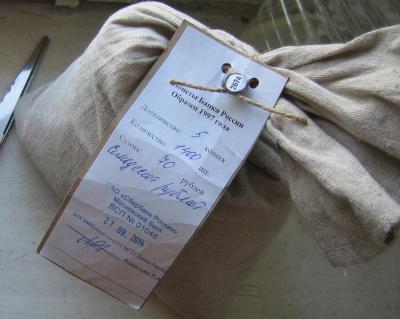 2014
Монеты Банка России
Образец 1997 года
Достоинство: 5 копеек
Количество: 1400 шт.
Сумма: 70 рублей
Семьдесят рублей
ОАО «Сбербанк России»
Московский банк
ВСП № 01046
27.09.2014